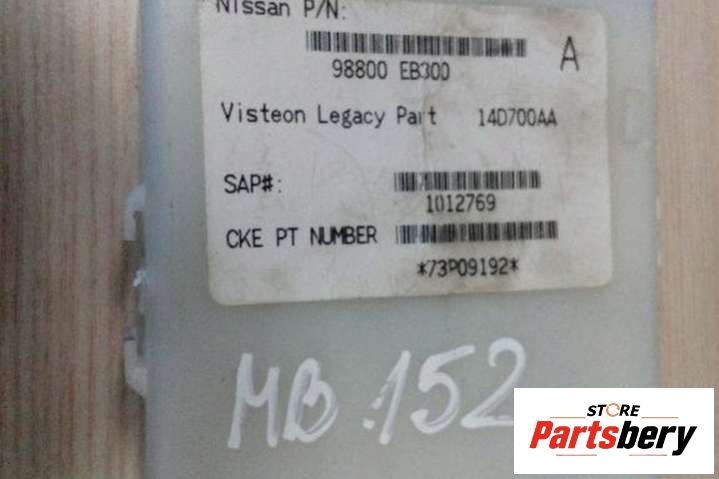 Nissan P/N:
98800 EB300
A
Visteon Legacy Part 14D700AA
SAP#:
1012769
CKE PT NUMBER
*73P09192*
MB.152
STORE
Partsbery